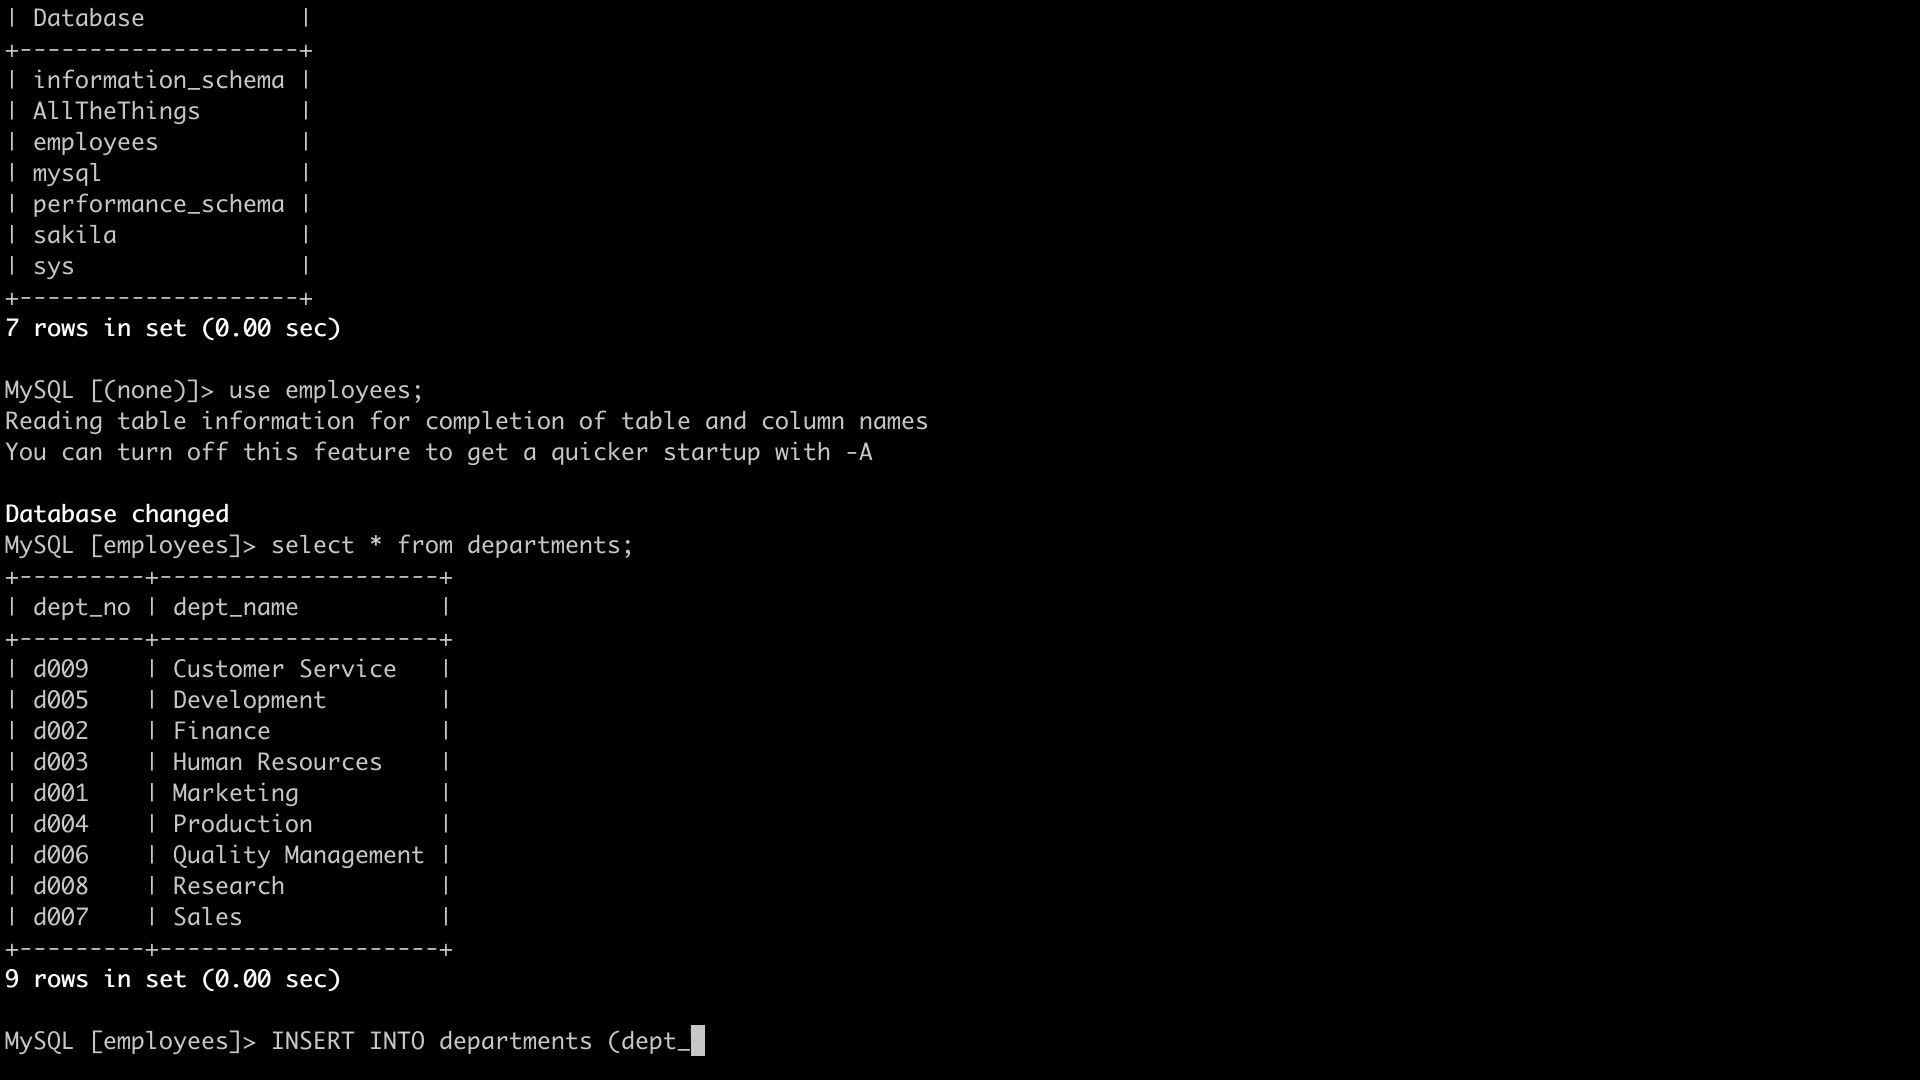 | Database           |
+--------------------+
| information_schema |
| AllTheThings       |
| employees          |
| mysql              |
| performance_schema |
| sakila             |
| sys                |
+--------------------+
7 rows in set (0.00 sec)

MySQL [(none)]> use employees;
Reading table information for completion of table and column names
You can turn off this feature to get a quicker startup with -A

Database changed
MySQL [employees]> select * from departments;
+---------+--------------------+
| dept_no | dept_name          |
+---------+--------------------+
| d009    | Customer Service   |
| d005    | Development        |
| d002    | Finance            |
| d003    | Human Resources    |
| d001    | Marketing          |
| d004    | Production         |
| d006    | Quality Management |
| d008    | Research           |
| d007    | Sales              |
+---------+--------------------+
9 rows in set (0.00 sec)

MySQL [employees]> INSERT INTO departments (dept_